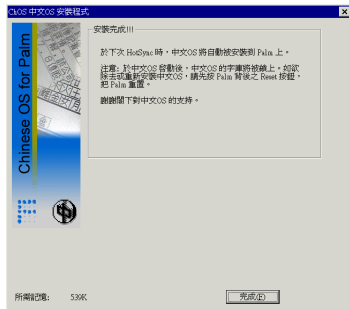 CJKOS 中文OS 安裝程式
安裝完成!!!
於下次 HotSync 時，中文OS 將自動被安裝到 Palm 上。
注意: 於中文OS 啓動後，中文OS 的字庫將被鎖上。如欲
除去或重新安裝中文OS，請先按 Palm 背後之 Reset 按鈕，
把 Palm 重置。
謝謝閣下對中文OS 的支持。
Chinese OS for Palm
中
所需記憶: 539K
完成(F)